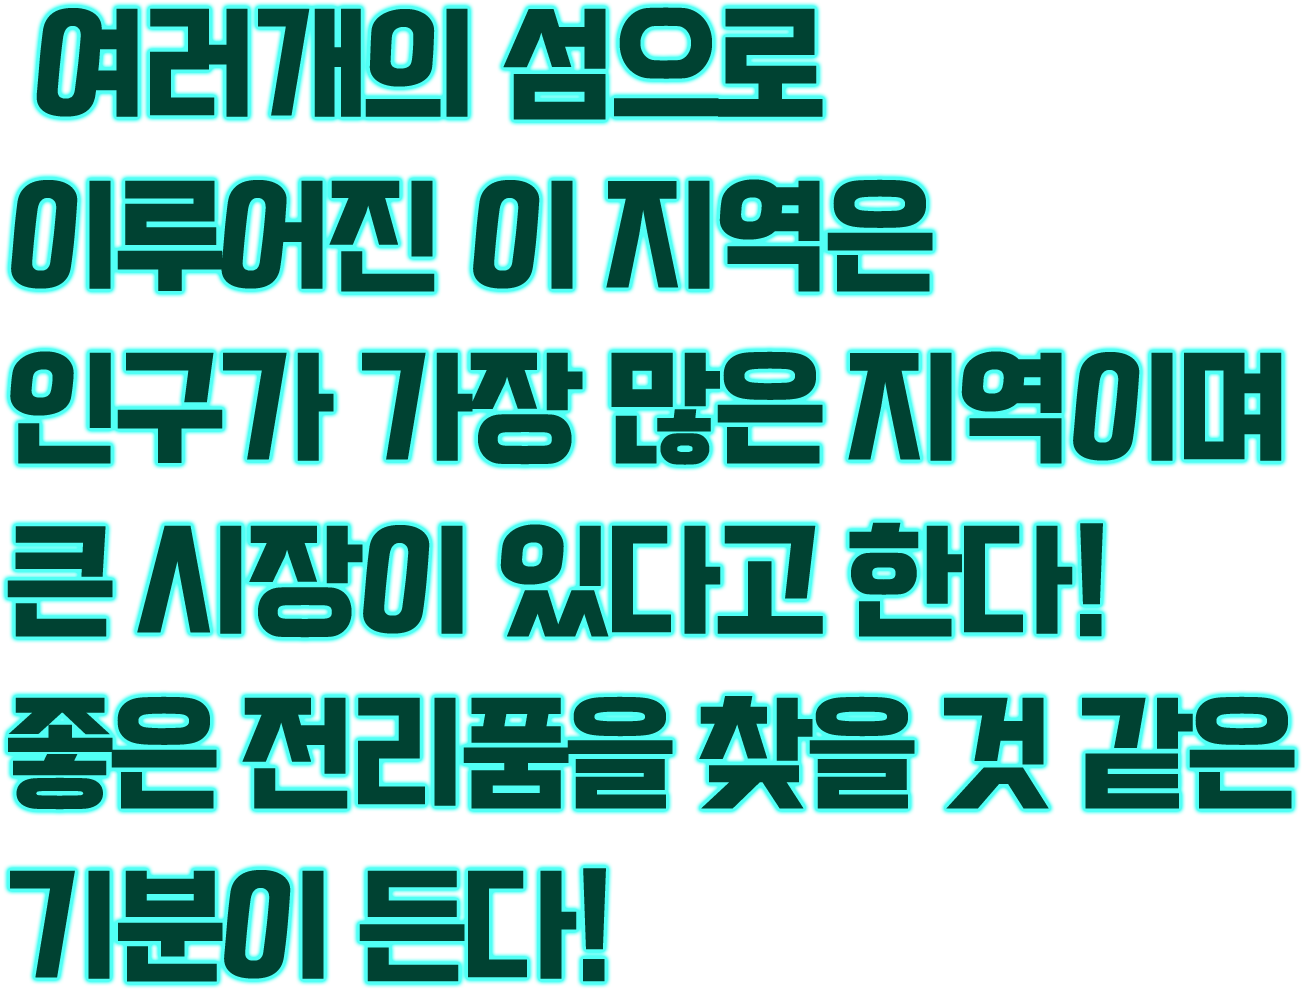 여러개의 섬으로
이루어진 이 지역은
인구가 가장 많은 지역이며
큰 시장이 있다고 한다!
좋은 전리품을 찾을 것 같은
기분이 든다!